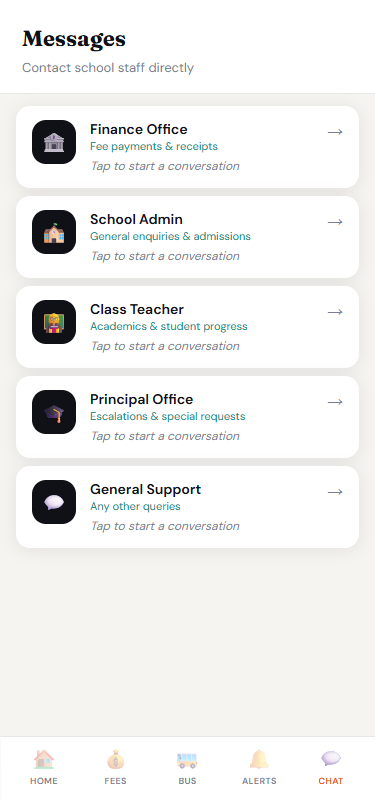 Messages
Contact school staff directly
Finance Office
→
Fee payments & receipts
Tap to start a conversation
School Admin
→
General enquiries & admissions
Tap to start a conversation
Class Teacher
→
Academics & student progress
Tap to start a conversation
Principal Office
→
Escalations & special requests
Tap to start a conversation
General Support
→
Any other queries
Tap to start a conversation
HOME FEES BUS ALERTS CHAT